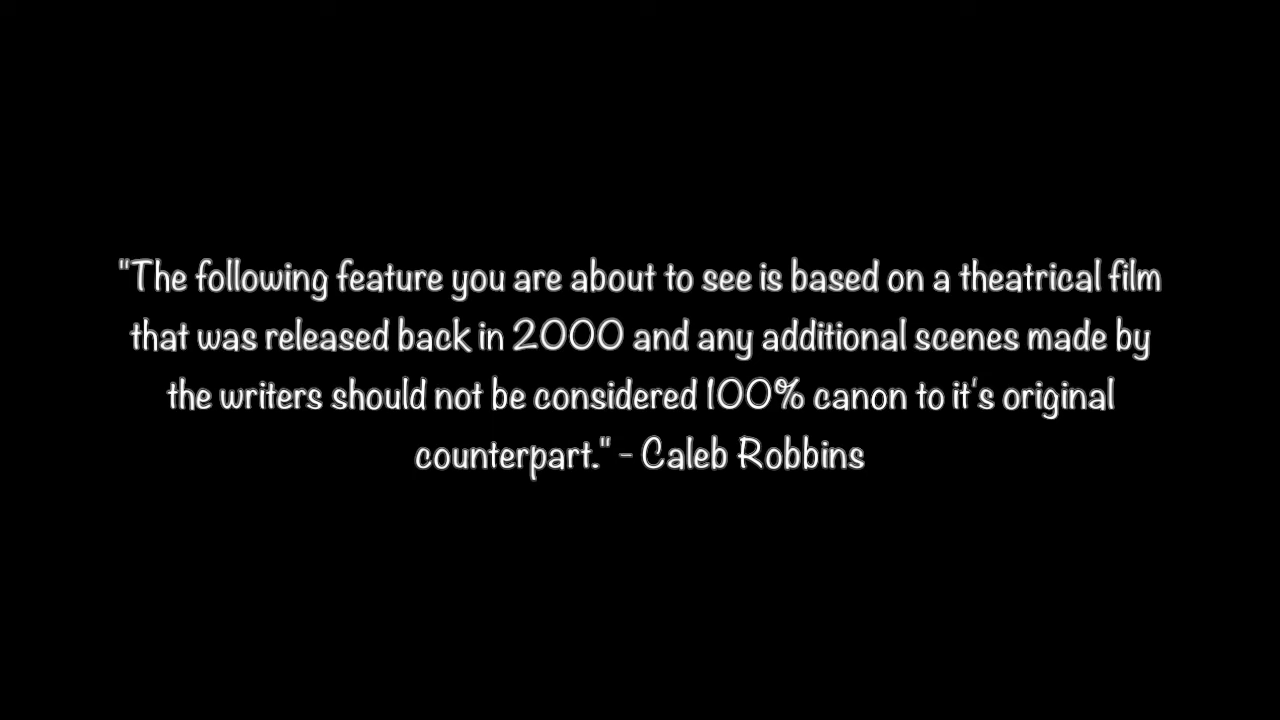 "The following feature you are about to see is based on a theatrical film
that was released back in 2000 and any additional scenes made by
the writers should not be considered 100% canon to it's original
counterpart." - Caleb Robbins